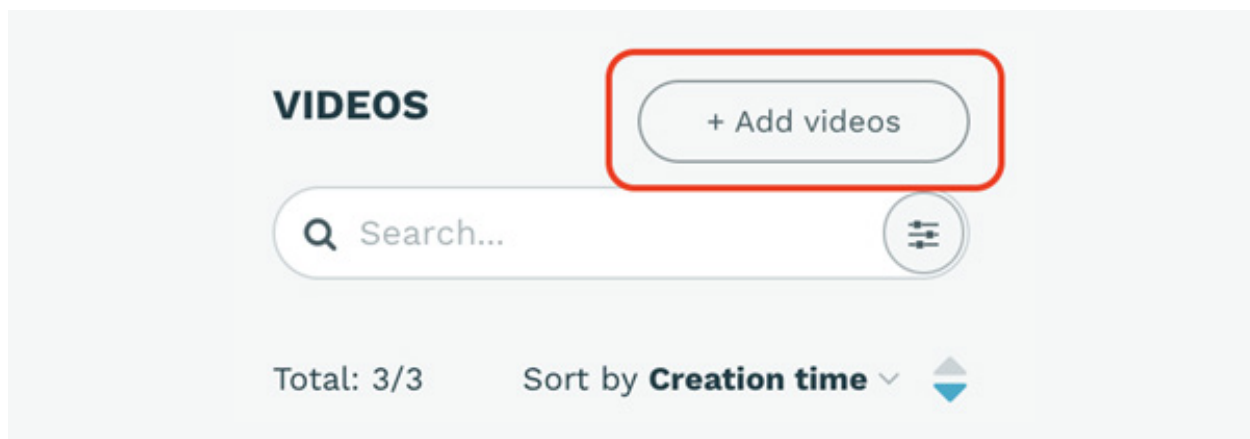 VIDEOS
+ Add videos
Search...
Total: 3/3
Sort by Creation time